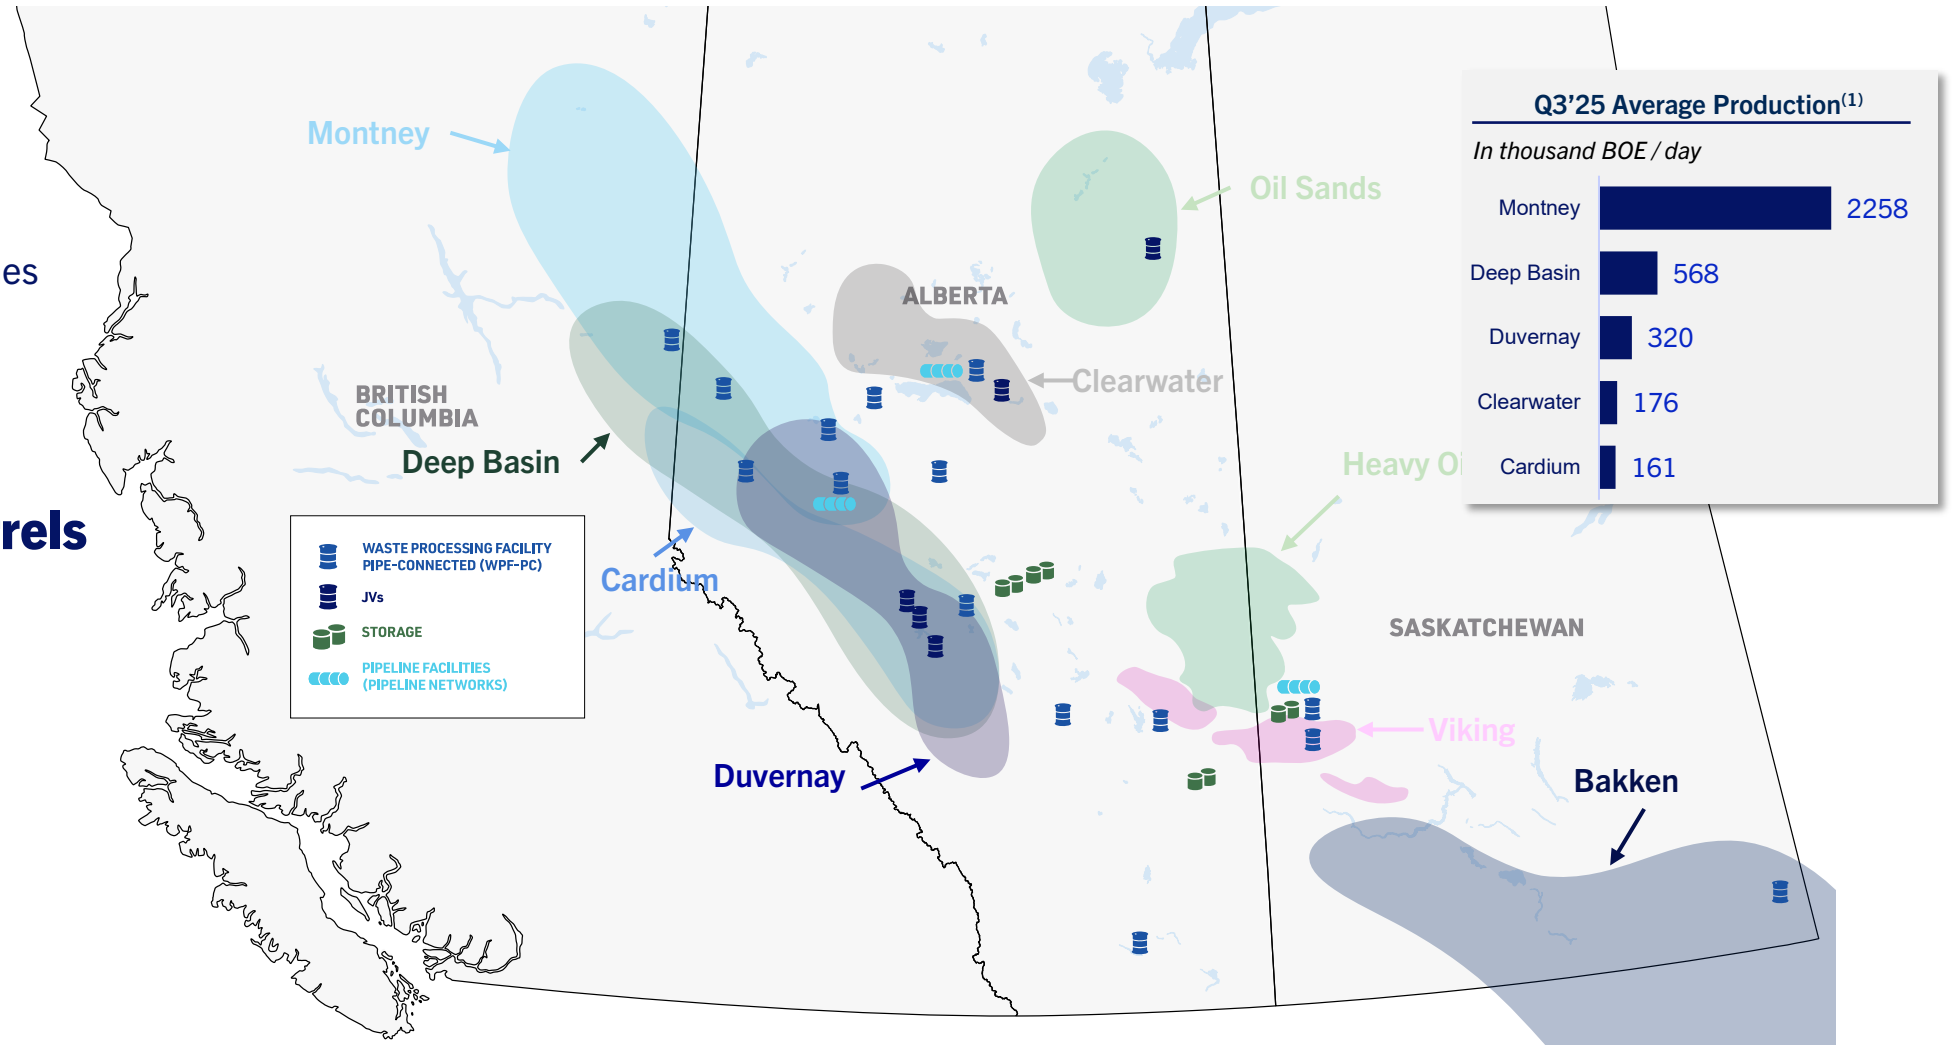 es
rels
Montney
Oil Sands
ALBERTA
Clearwater
BRITISH
COLUMBIA
Deep Basin
Heavy Oi
Cardium
SASKATCHEWAN
Viking
Duvernay
Bakken
WASTE PROCESSING FACILITY
PIPE-CONNECTED (WPF-PC)
JVs
STORAGE
PIPELINE FACILITIES
(PIPELINE NETWORKS)
Q3’25 Average Production(1)
In thousand BOE / day
Montney 2258
Deep Basin 568
Duvernay 320
Clearwater 176
Cardium 161